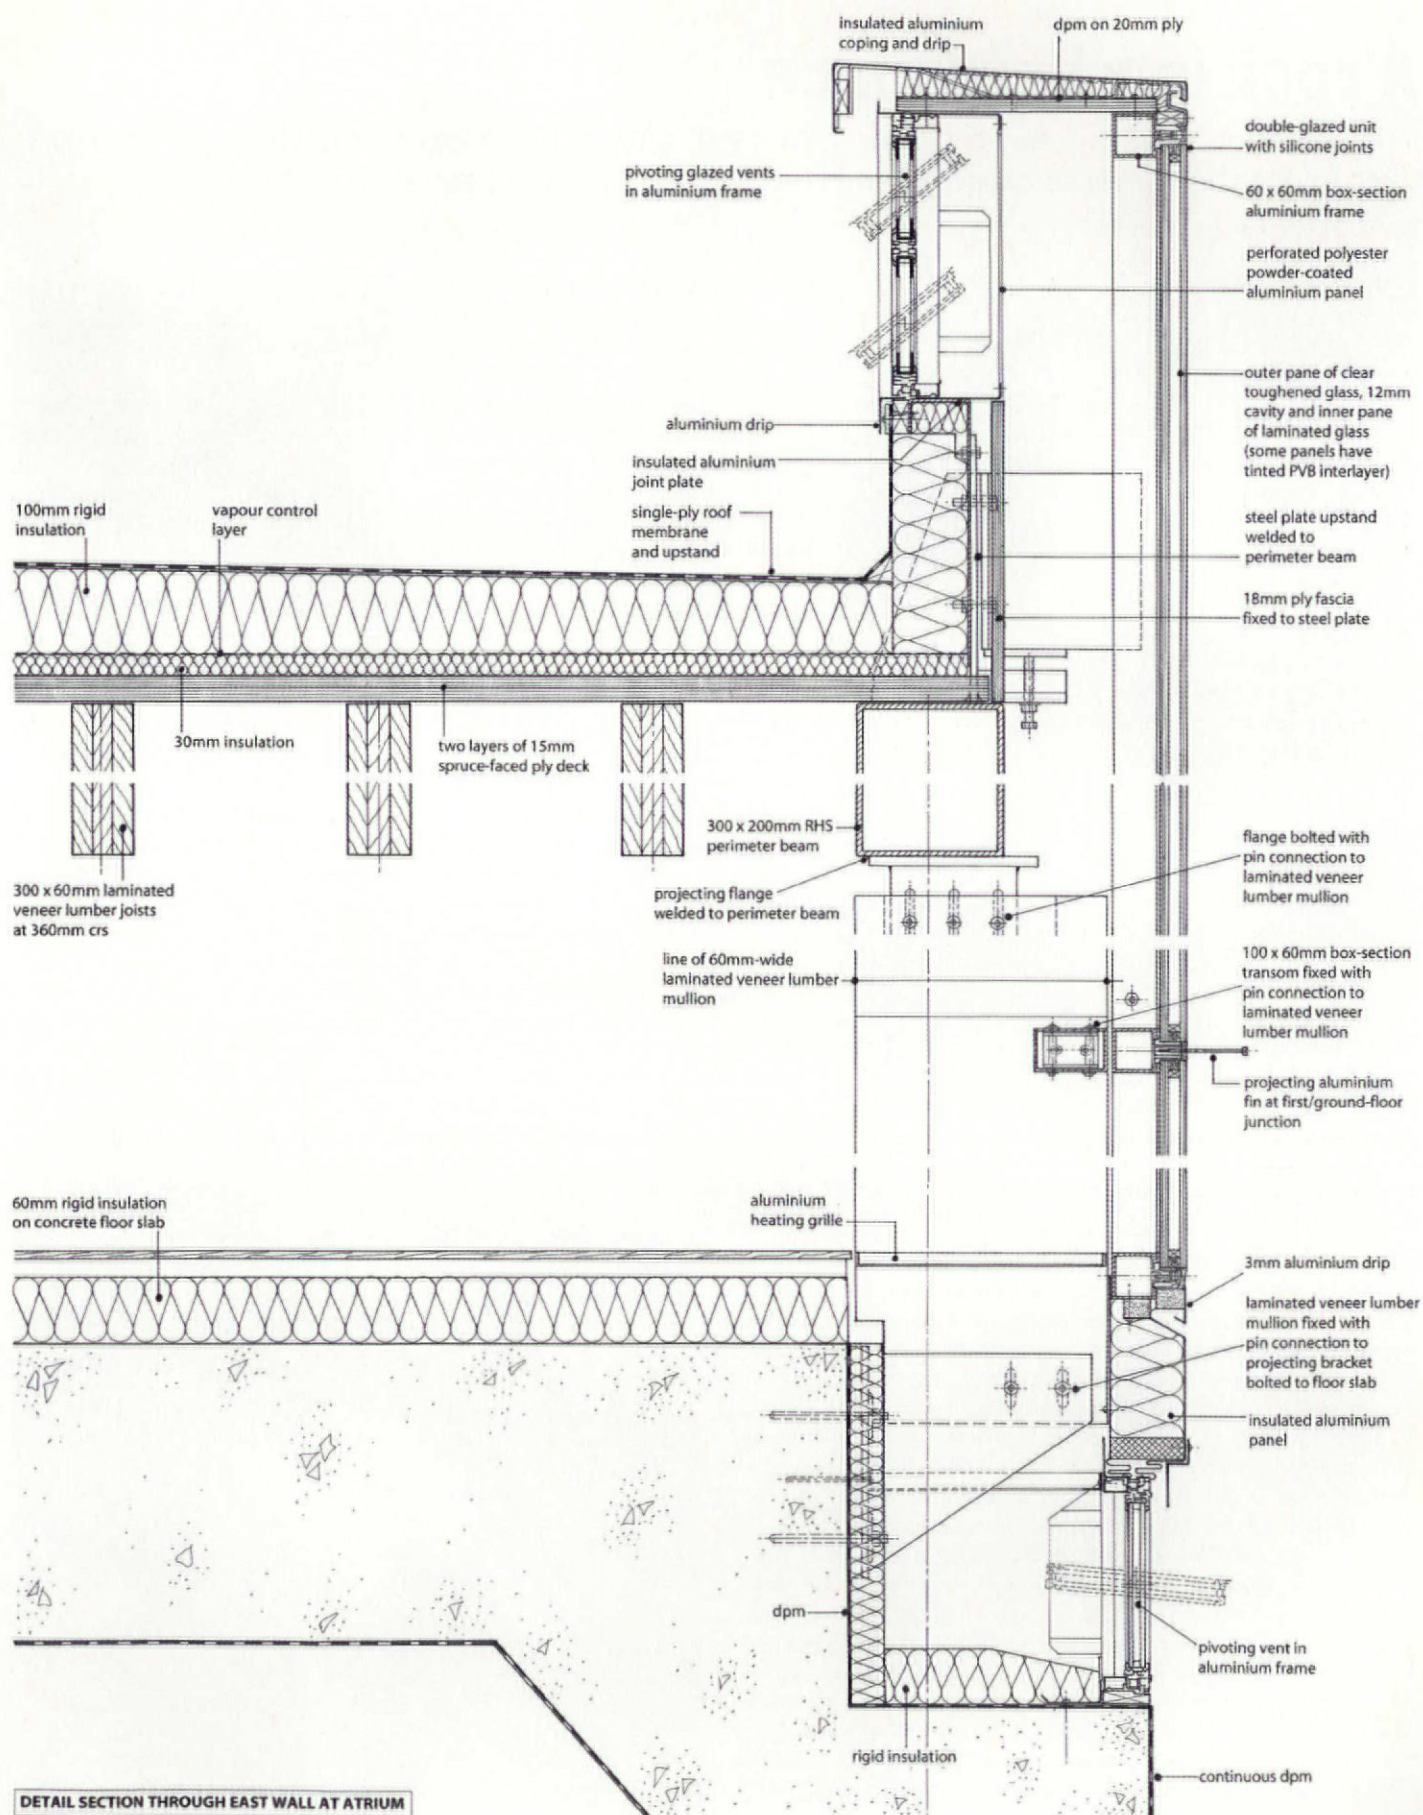 insulated aluminium
coping and drip
dpm on 20mm ply
double-glazed unit
with silicone joints
pivoting glazed vents
in aluminium frame
60 x 60mm box-section
aluminium frame
perforated polyester
powder-coated
aluminium panel
outer pane of clear
toughened glass, 12mm
cavity and inner pane
of laminated glass
(some panels have
tinted PVB interlayer)
aluminium drip
insulated aluminium
joint plate
100mm rigid
insulation
vapour control
layer
single-ply roof
membrane
and upstand
steel plate upstand
welded to
perimeter beam
18mm ply fascia
fixed to steel plate
30mm insulation
two layers of 15mm
spruce-faced ply deck
300 x 200mm RHS
perimeter beam
flange bolted with
pin connection to
laminated veneer
lumber mullion
300 x 60mm laminated
veneer lumber joists
at 360mm crs
projecting flange
welded to perimeter beam
line of 60mm-wide
laminated veneer lumber
mullion
100 x 60mm box-section
transom fixed with
pin connection to
laminated veneer
lumber mullion
projecting aluminium
fin at first/ground-floor
junction
60mm rigid insulation
on concrete floor slab
aluminium
heating grille
3mm aluminium drip
laminated veneer lumber
mullion fixed with
pin connection to
projecting bracket
bolted to floor slab
insulated aluminium
panel
dpm
pivoting vent in
aluminium frame
rigid insulation
continuous dpm
DETAIL SECTION THROUGH EAST WALL AT ATRIUM